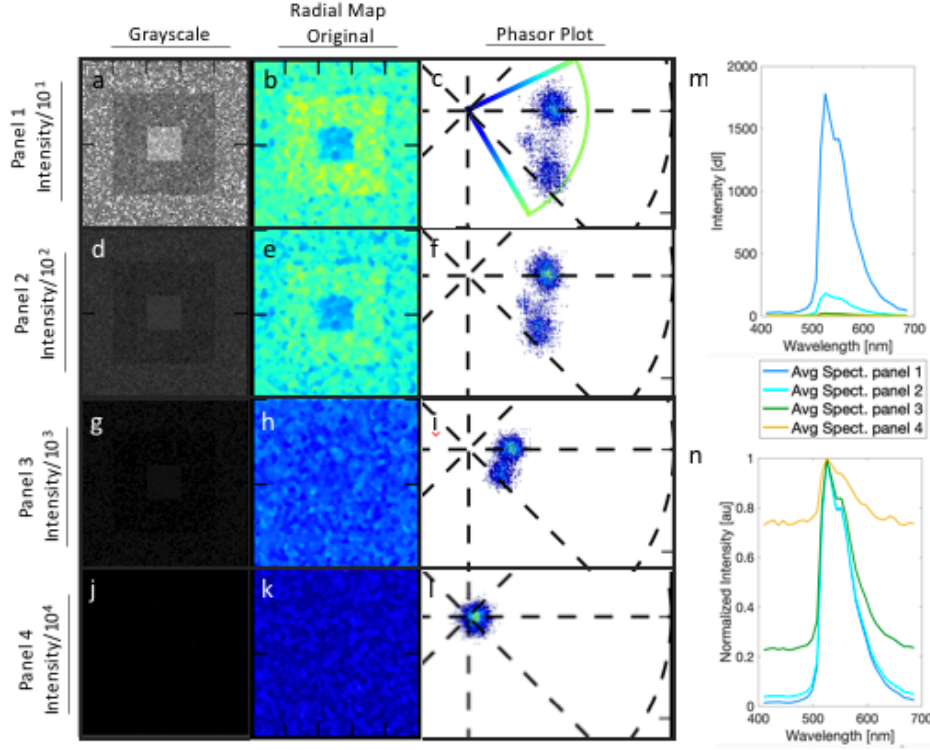 Grayscale
Radial Map
Original
Phasor Plot
Panel 1
Intensity/10¹
a
b
c
Panel 2
Intensity/10²
d
e
f
Panel 3
Intensity/10³
g
h
i
Panel 4
Intensity/10⁴
j
k
l
m
2000
1500
1000
500
0
Intensity [dl]
400 500 600 700
Wavelength [nm]
Avg Spect. panel 1
Avg Spect. panel 2
Avg Spect. panel 3
Avg Spect. panel 4
n
1
0.8
0.6
0.4
0.2
0
Normalized Intensity [au]
400 500 600 700
Wavelength [nm]